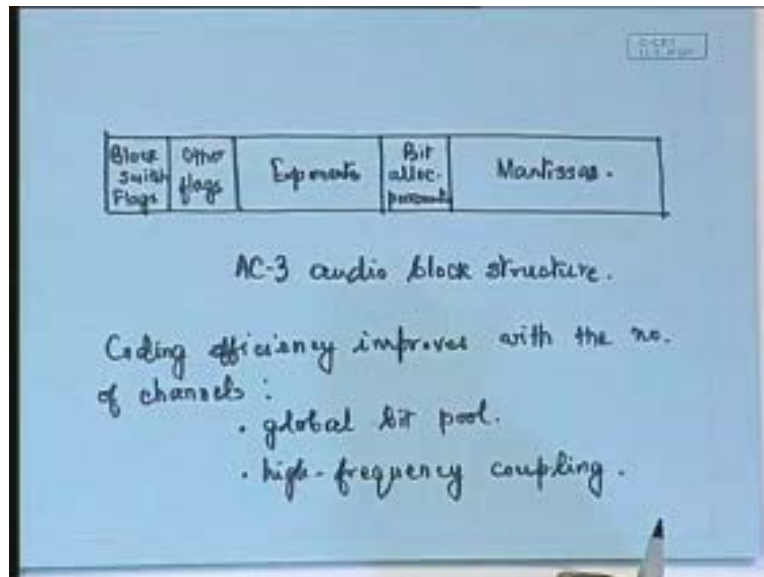 Block
switch
Flags
Other
flags
Exponents
Bit
alloc-
Mantissas.
AC-3 audio block structure.
Coding efficiency improves with the no.
of channels :
· global bit pool.
· high-frequency coupling.